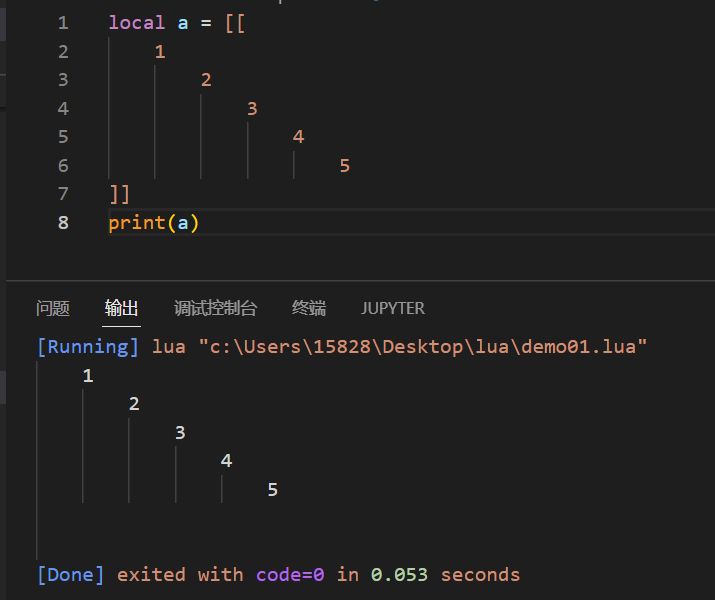 1 local a = [[
2     1
3         2
4             3
5                 4
6                     5
7 ]]
8 print(a)
问题 输出 调试控制台 终端 JUPYTER
[Running] lua "c:\Users\15828\Desktop\lua\demo01.lua"
    1
        2
            3
                4
                    5
[Done] exited with code=0 in 0.053 seconds